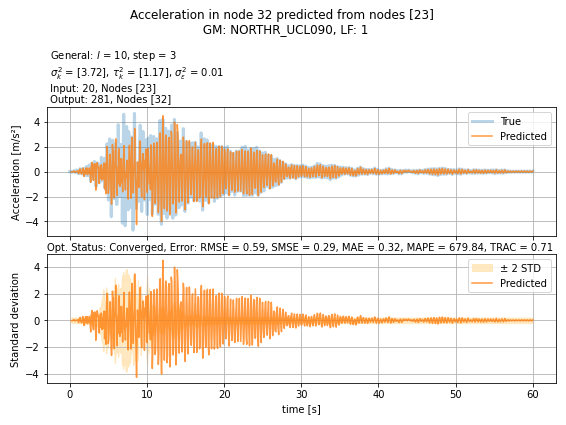 Acceleration in node 32 predicted from nodes [23]
GM: NORTHR_UCL090, LF: 1
General: l = 10, step = 3
σ²ₖ = [3.72], τ²ₖ = [1.17], σ²ₑ = 0.01
Input: 20, Nodes [23]
Output: 281, Nodes [32]
Acceleration [m/s²]
4
2
0
−2
−4
True
Predicted
Opt. Status: Converged, Error: RMSE = 0.59, SMSE = 0.29, MAE = 0.32, MAPE = 679.84, TRAC = 0.71
Standard deviation
4
2
0
−2
−4
± 2 STD
Predicted
0 10 20 30 40 50 60
time [s]